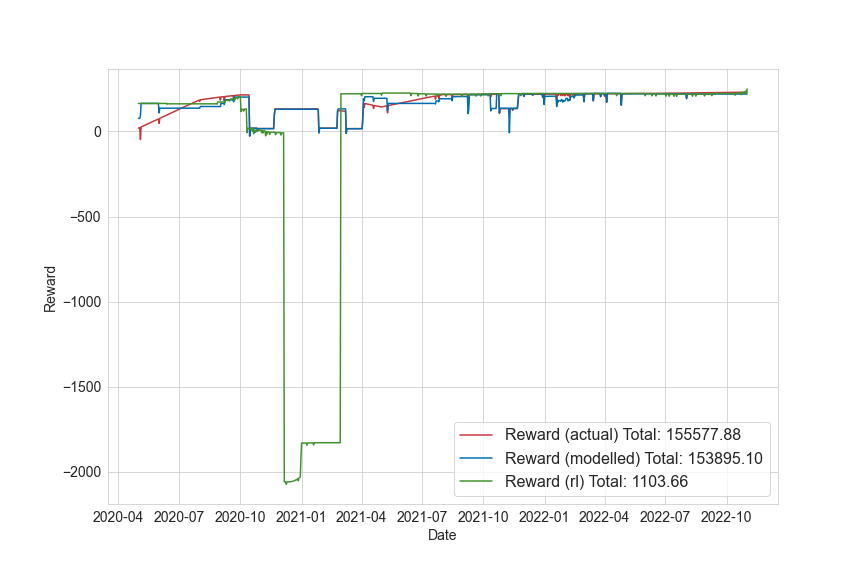 0
−500
−1000
−1500
−2000
Reward
Reward (actual) Total: 155577.88
Reward (modelled) Total: 153895.10
Reward (rl) Total: 1103.66
2020-04 2020-07 2020-10 2021-01 2021-04 2021-07 2021-10 2022-01 2022-04 2022-07 2022-10
Date